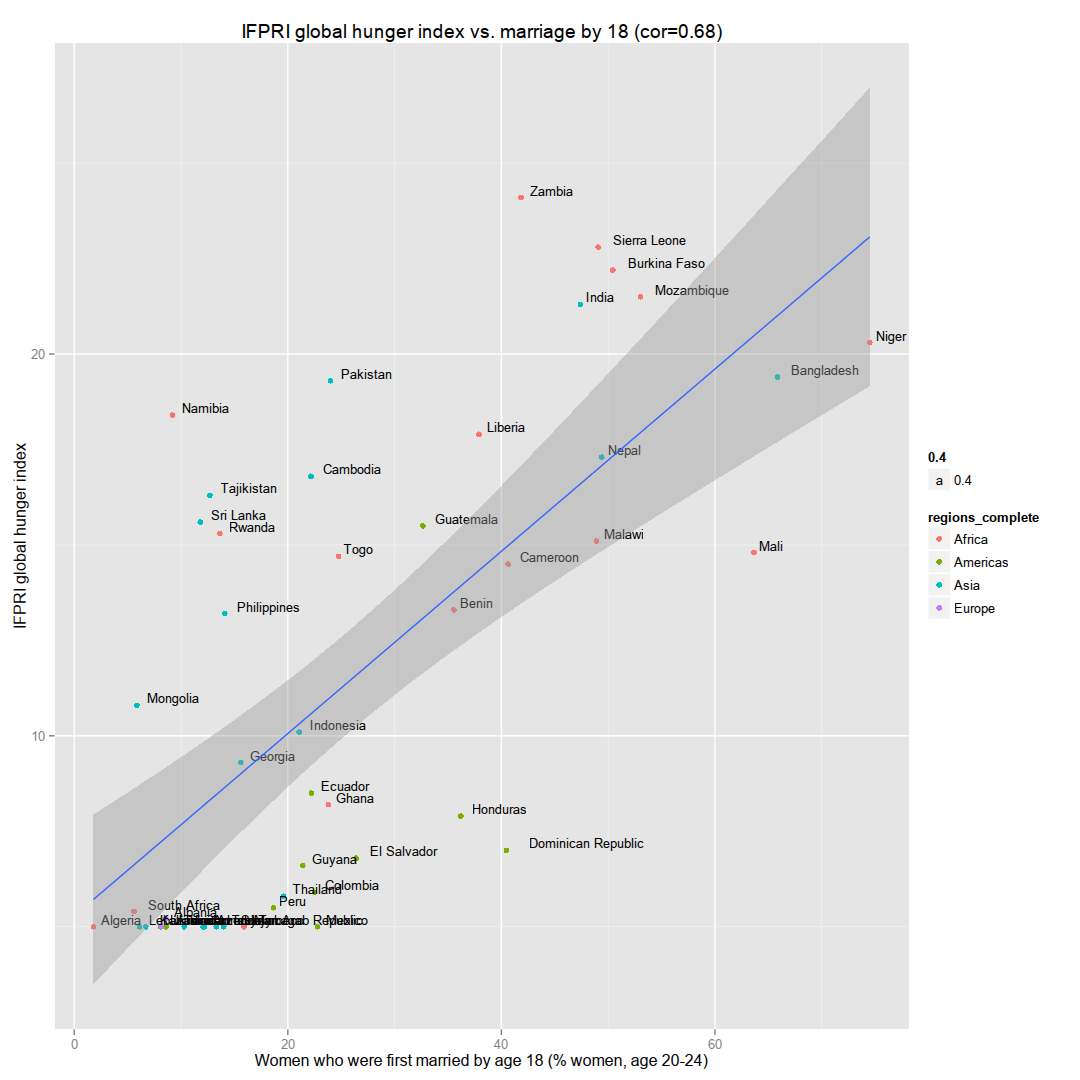 IFPRI global hunger index vs. marriage by 18 (cor=0.68)
Zambia
Sierra Leone
Burkina Faso
Mozambique
India
Niger
20
Bangladesh
Pakistan
Namibia
Liberia
Nepal
Cambodia
Tajikistan
Sri Lanka
Rwanda
Guatemala
Malawi
Togo
Mali
Cameroon
Benin
Philippines
Mongolia
Indonesia
10
Georgia
Ecuador
Ghana
Honduras
Dominican Republic
El Salvador
Guyana
Colombia
Thailand
Peru
South Africa
Albania
Algeria
Mexico
0
20
40
60
Women who were first married by age 18 (% women, age 20-24)
IFPRI global hunger index
0.4
a 0.4
regions_complete
Africa
Americas
Asia
Europe